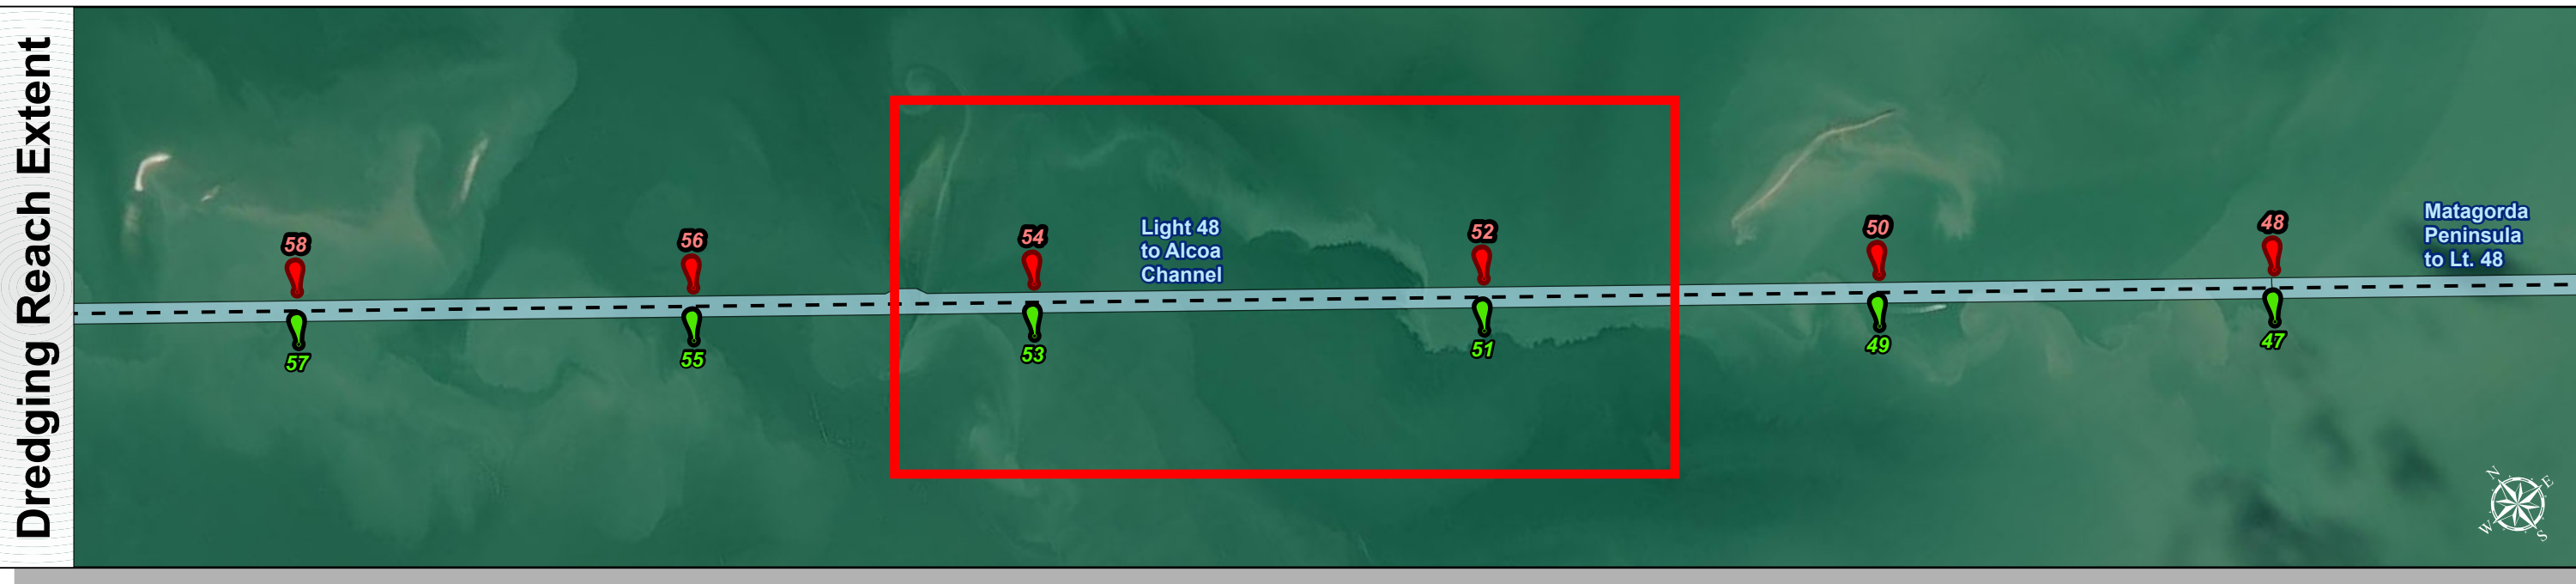 Dredging Reach Extent
58
56
54
52
50
48
Light 48
to Alcoa
Channel
Matagorda
Peninsula
to Lt. 48
57
55
53
51
49
47
N
E
W
S